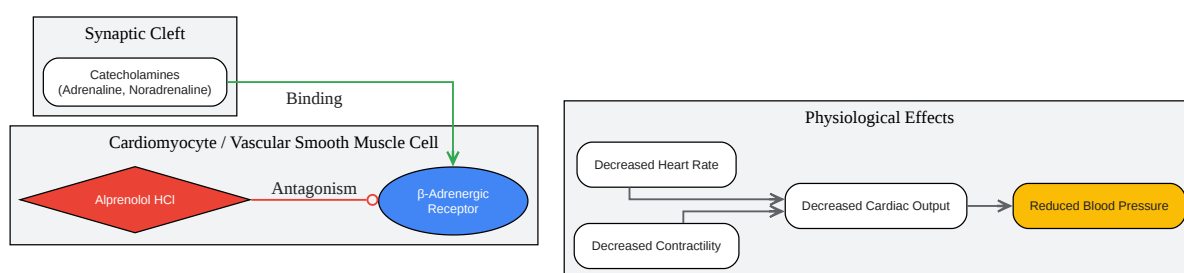 Synaptic Cleft
Catecholamines
(Adrenaline, Noradrenaline)
Binding
Cardiomyocyte / Vascular Smooth Muscle Cell
Alprenolol HCl
Antagonism
β-Adrenergic
Receptor
Physiological Effects
Decreased Heart Rate
Decreased Cardiac Output
Reduced Blood Pressure
Decreased Contractility